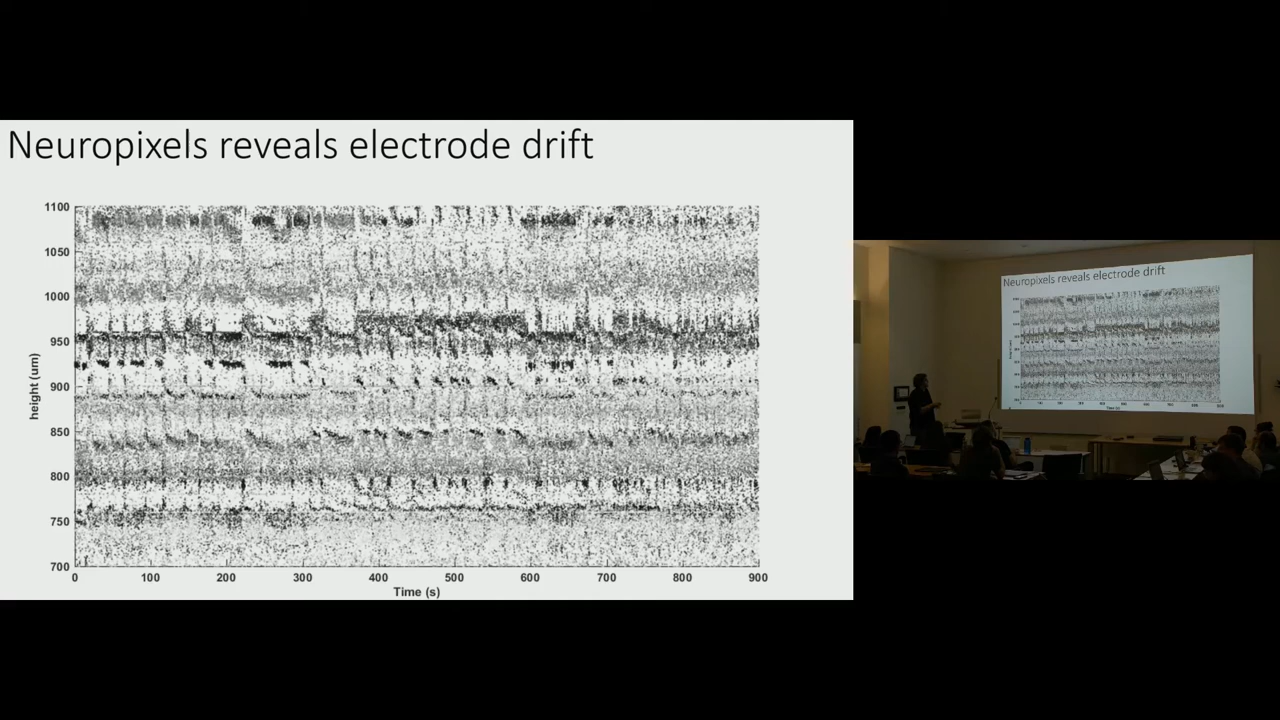 Neuropixels reveals electrode drift
1100
1050
1000
950
900
850
800
750
700
height (um)
0 100 200 300 400 500 600 700 800 900
Time (s)
Neuropixels reveals electrode drift